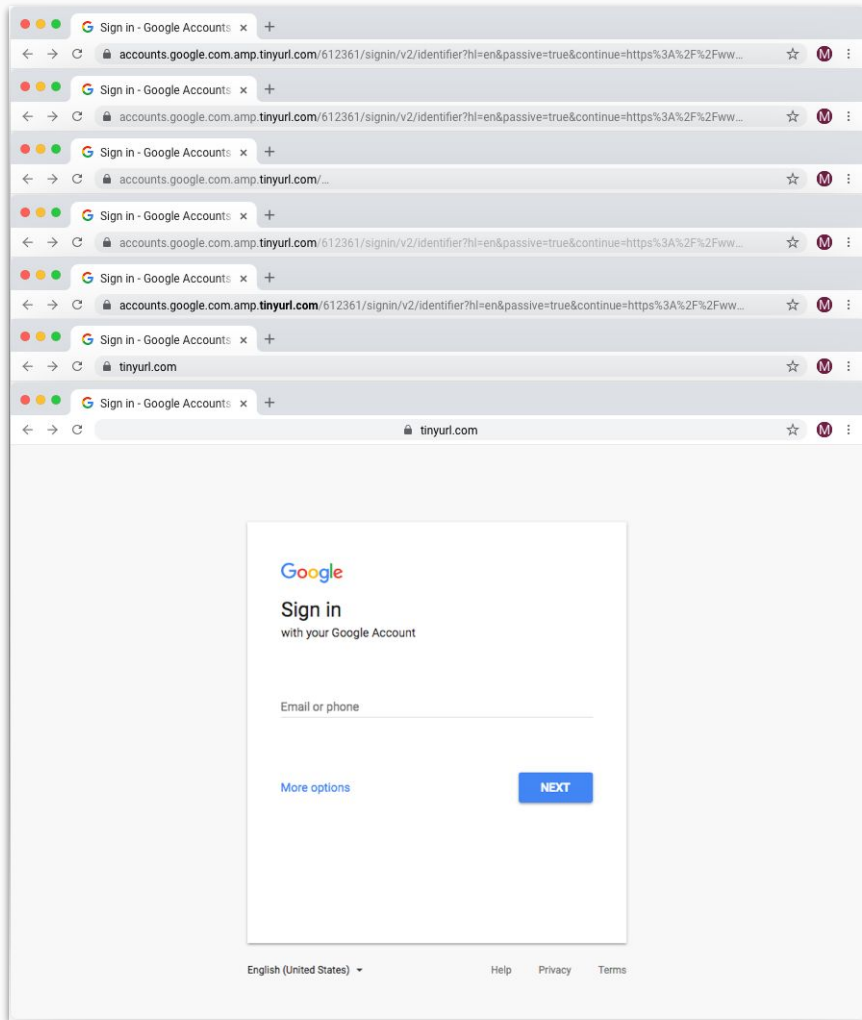 Sign in - Google Accounts
accounts.google.com.amp.tinyurl.com/612361/signin/v2/identifier?hl=en&passive=true&continue=https%3A%2F%2Fww... M
Sign in - Google Accounts
accounts.google.com.amp.tinyurl.com/612361/signin/v2/identifier?hl=en&passive=true&continue=https%3A%2F%2Fww... M
Sign in - Google Accounts
accounts.google.com.amp.tinyurl.com/... M
Sign in - Google Accounts
accounts.google.com.amp.tinyurl.com/612361/signin/v2/identifier?hl=en&passive=true&continue=https%3A%2F%2Fww... M
Sign in - Google Accounts
accounts.google.com.amp.tinyurl.com/612361/signin/v2/identifier?hl=en&passive=true&continue=https%3A%2F%2Fww... M
Sign in - Google Accounts
tinyurl.com M
Sign in - Google Accounts
tinyurl.com M
Google
Sign in
with your Google Account
Email or phone
More options NEXT
English (United States) Help Privacy Terms